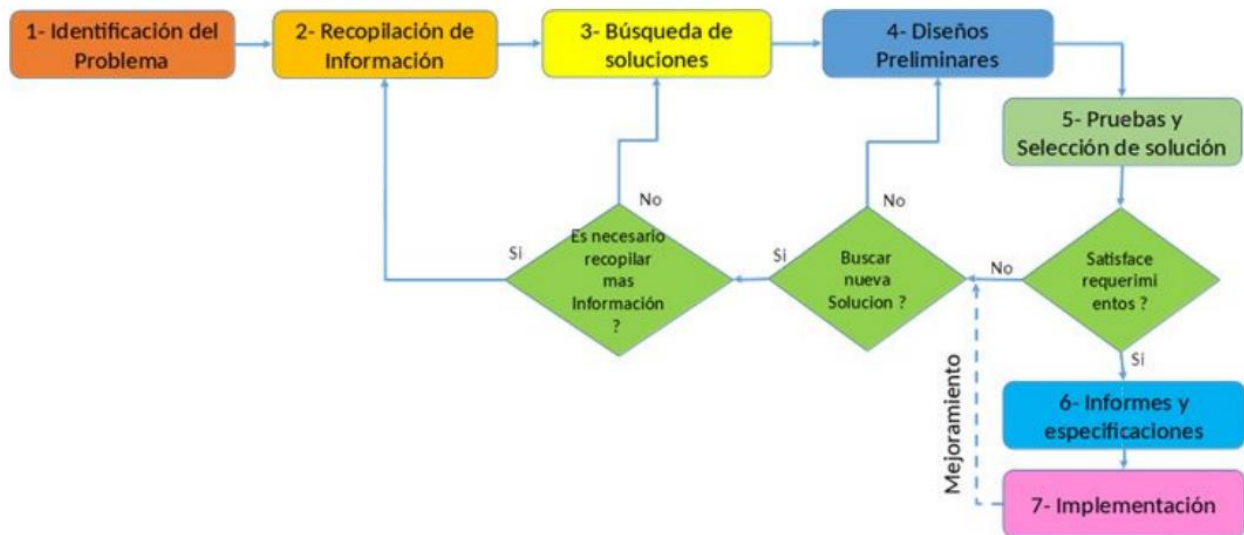 1- Identificación del
Problema
2- Recopilación de
Información
3- Búsqueda de
soluciones
4- Diseños
Preliminares
5- Pruebas y
Selección de solución
No
No
Si
Es necesario
recopilar
mas
Información
?
Si
Buscar
nueva
Solucion ?
No
Satisface
requerimi
entos ?
Si
Mejoramiento
6- Informes y
especificaciones
7- Implementación